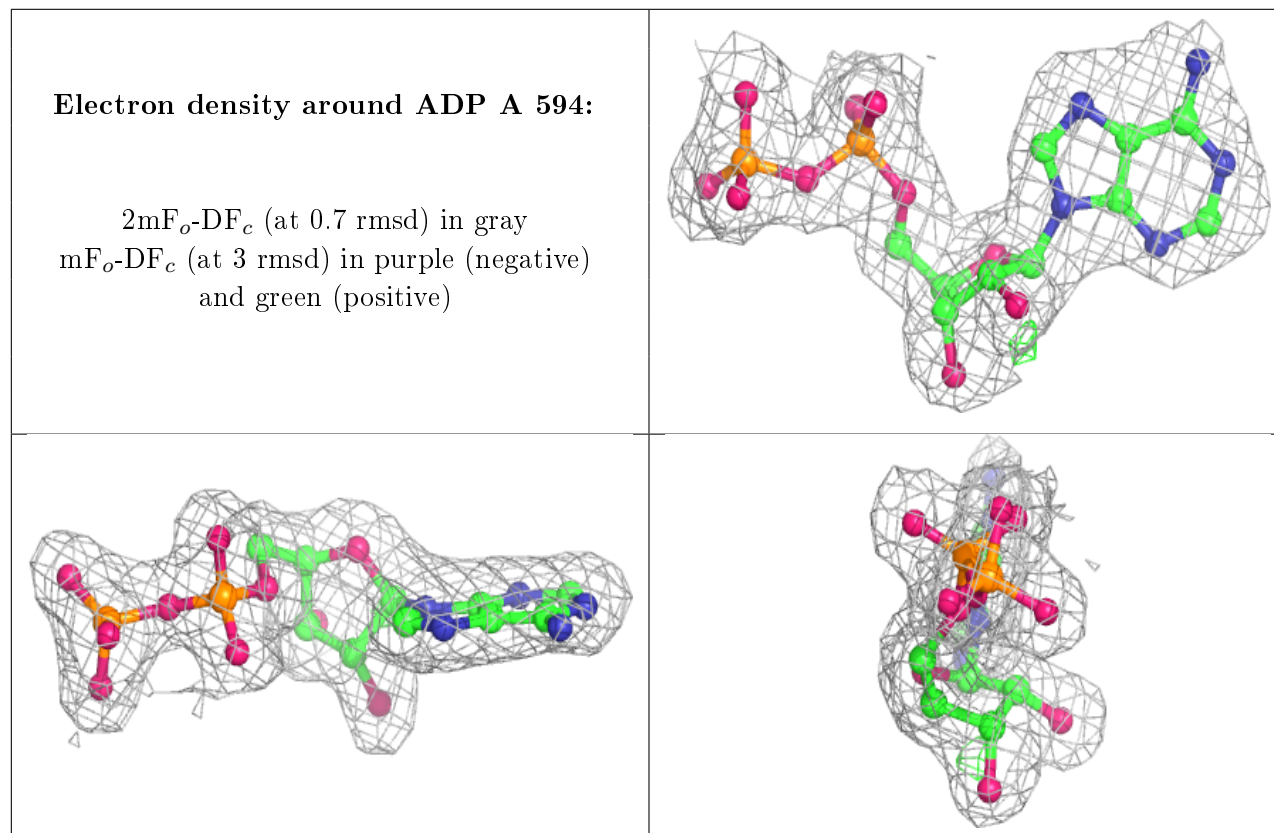 Electron density around ADP A 594:
2mFo-DFc (at 0.7 rmsd) in gray
mFo-DFc (at 3 rmsd) in purple (negative)
and green (positive)